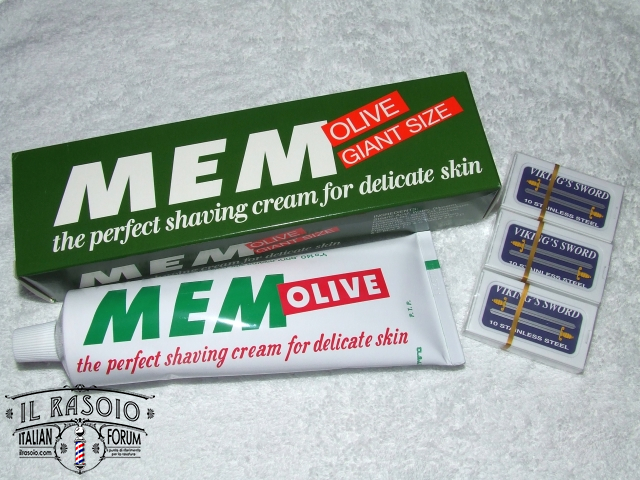 MEM OLIVE
GIANT SIZE
the perfect shaving cream for delicate skin
MEM OLIVE
GIANT SIZE
MEM OLIVE
the perfect shaving cream for delicate skin
VIKING'S SWORD
10 STAINLESS STEEL
VIKING'S SWORD
10 STAINLESS STEEL
VIKING'S SWORD
10 STAINLESS STEEL
IL RASOIO
ITALIAN FORUM
ilrasoio.com